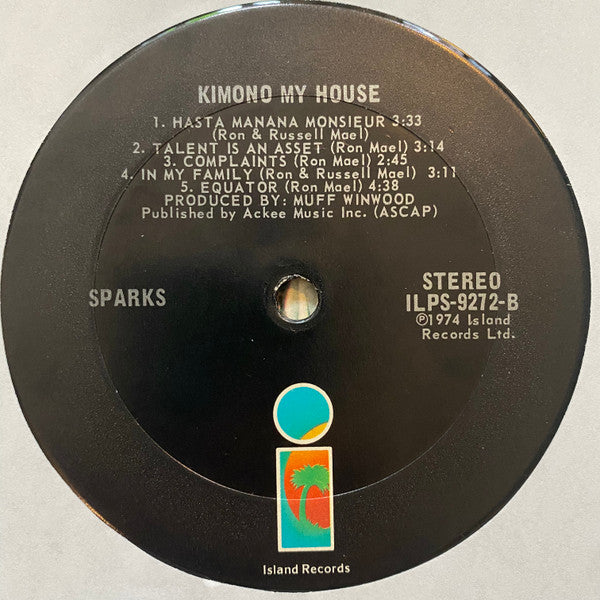 KIMONO MY HOUSE
1. HASTA MANANA MONSIEUR 3:33
(Ron & Russell Mael)
2. TALENT IS AN ASSET (Ron Mael) 3:14
3. COMPLAINTS (Ron Mael) 2:45
4. IN MY FAMILY (Ron & Russell Mael) 3:11
5. EQUATOR (Ron Mael) 4:38
PRODUCED BY: MUFF WINWOOD
Published by Ackee Music Inc. (ASCAP)
SPARKS
STEREO
ILPS-9272-B
℗1974 Island
Records Ltd.
i
Island Records